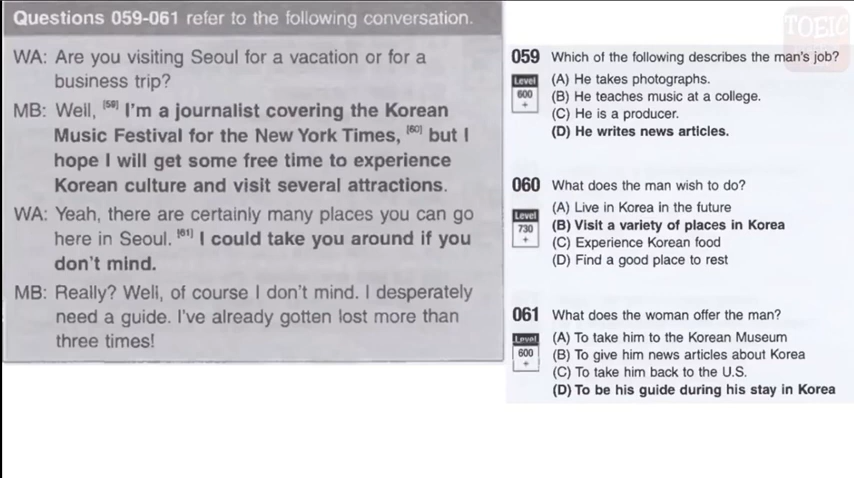 Questions 059-061 refer to the following conversation.
WA: Are you visiting Seoul for a vacation or for a
business trip?
MB: Well, [59] I'm a journalist covering the Korean
Music Festival for the New York Times, [60] but I
hope I will get some free time to experience
Korean culture and visit several attractions.
WA: Yeah, there are certainly many places you can go
here in Seoul. [61] I could take you around if you
don't mind.
MB: Really? Well, of course I don't mind. I desperately
need a guide. I've already gotten lost more than
three times!
TOEIC
059 Which of the following describes the man's job?
Level
600
+
(A) He takes photographs.
(B) He teaches music at a college.
(C) He is a producer.
(D) He writes news articles.
060 What does the man wish to do?
Level
730
+
(A) Live in Korea in the future
(B) Visit a variety of places in Korea
(C) Experience Korean food
(D) Find a good place to rest
061 What does the woman offer the man?
Level
600
+
(A) To take him to the Korean Museum
(B) To give him news articles about Korea
(C) To take him back to the U.S.
(D) To be his guide during his stay in Korea